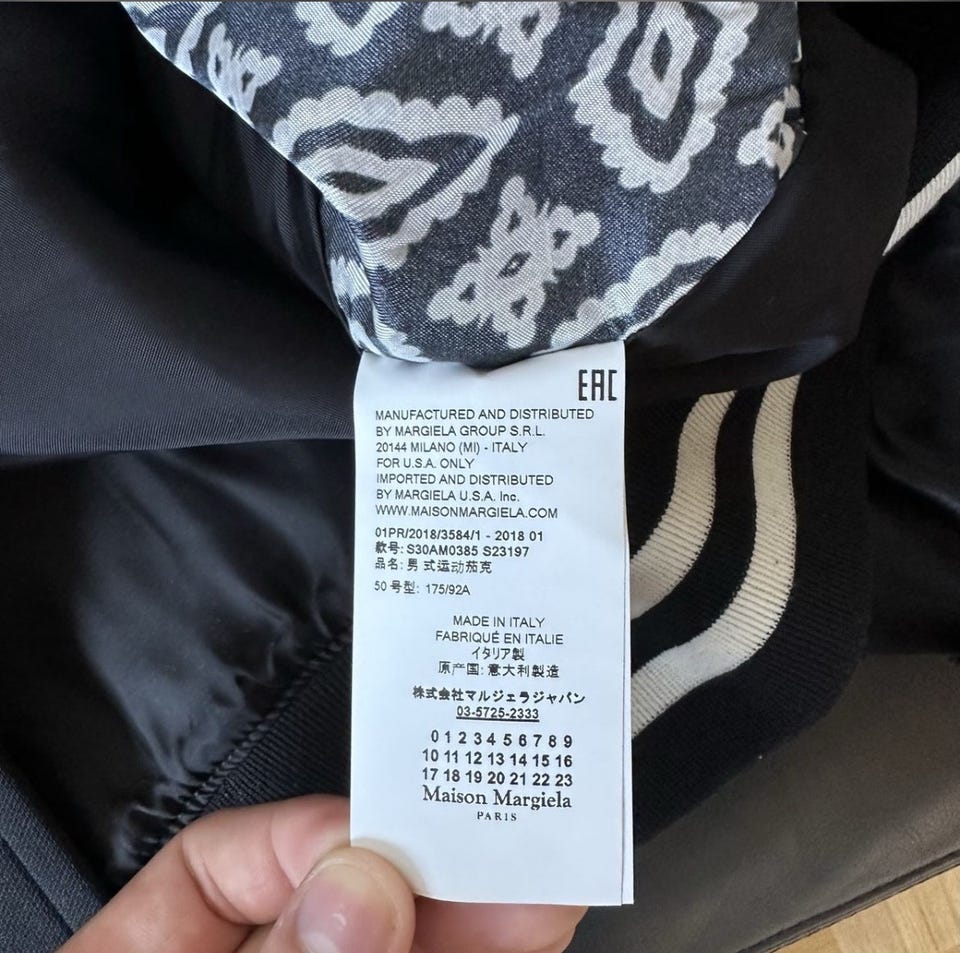 EAC
MANUFACTURED AND DISTRIBUTED
BY MARGIELA GROUP S.R.L.
20144 MILANO (MI) - ITALY
FOR U.S.A. ONLY
IMPORTED AND DISTRIBUTED
BY MARGIELA U.S.A. Inc.
WWW.MAISONMARGIELA.COM
01PR/2018/3584/1 - 2018 01
款号: S30AM0385 S23197
品名: 男 式运动茄克
50 号型: 175/92A
MADE IN ITALY
FABRIQUÉ EN ITALIE
イタリア製
原产国: 意大利製造
株式会社マルジェラジャパン
03-5725-2333
0 1 2 3 4 5 6 7 8 9
10 11 12 13 14 15 16
17 18 19 20 21 22 23
Maison Margiela
PARIS